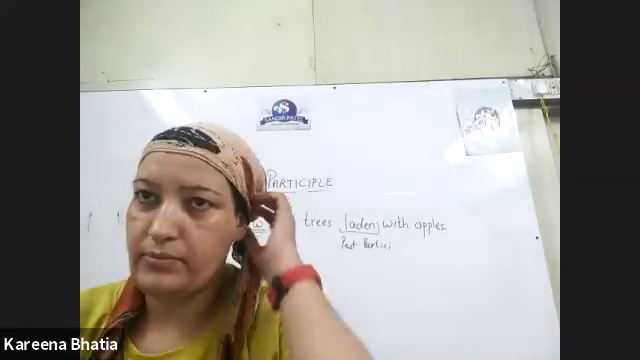 PARTICIPLE
w trees laden with apples.
Past Partici
Kareena Bhatia